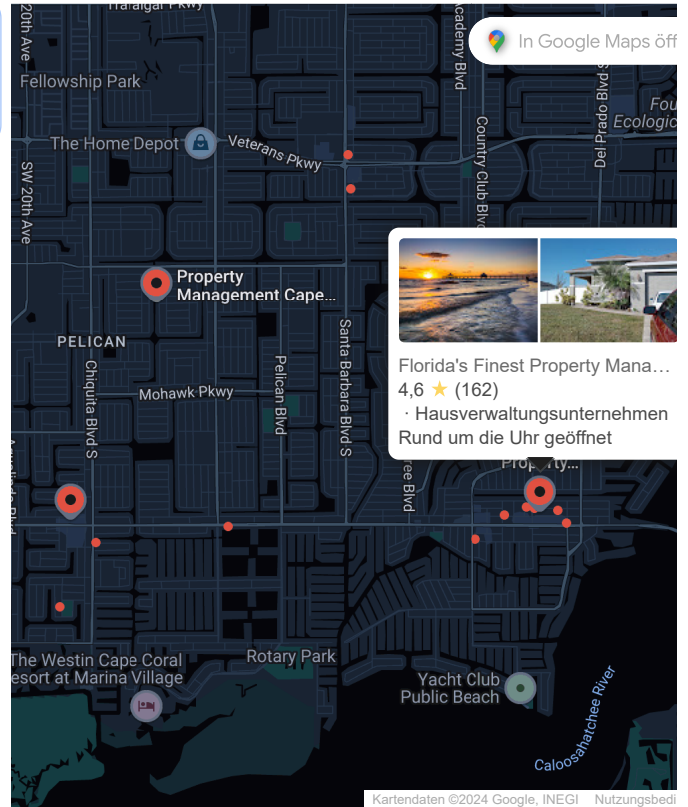 Trafalgar Pkwy
20th Ave
Academy Blvd
In Google Maps öff
Fellowship Park
Del Prado Blvd S
Fou
Ecologic
The Home Depot
Veterans Pkwy
Country Club Blvd
SW 20th Ave
Property
Management Cape...
PELICAN
Florida's Finest Property Mana...
4,6 ★ (162)
· Hausverwaltungsunternehmen
Rund um die Uhr geöffnet
Chiquita Blvd S
Mohawk Pkwy
Pelican Blvd
Santa Barbara Blvd S
ree Blvd
Property...
The Westin Cape Coral
esort at Marina Village
Rotary Park
Yacht Club
Public Beach
Caloosahatchee River
Kartendaten ©2024 Google, INEGI
Nutzungsbedi